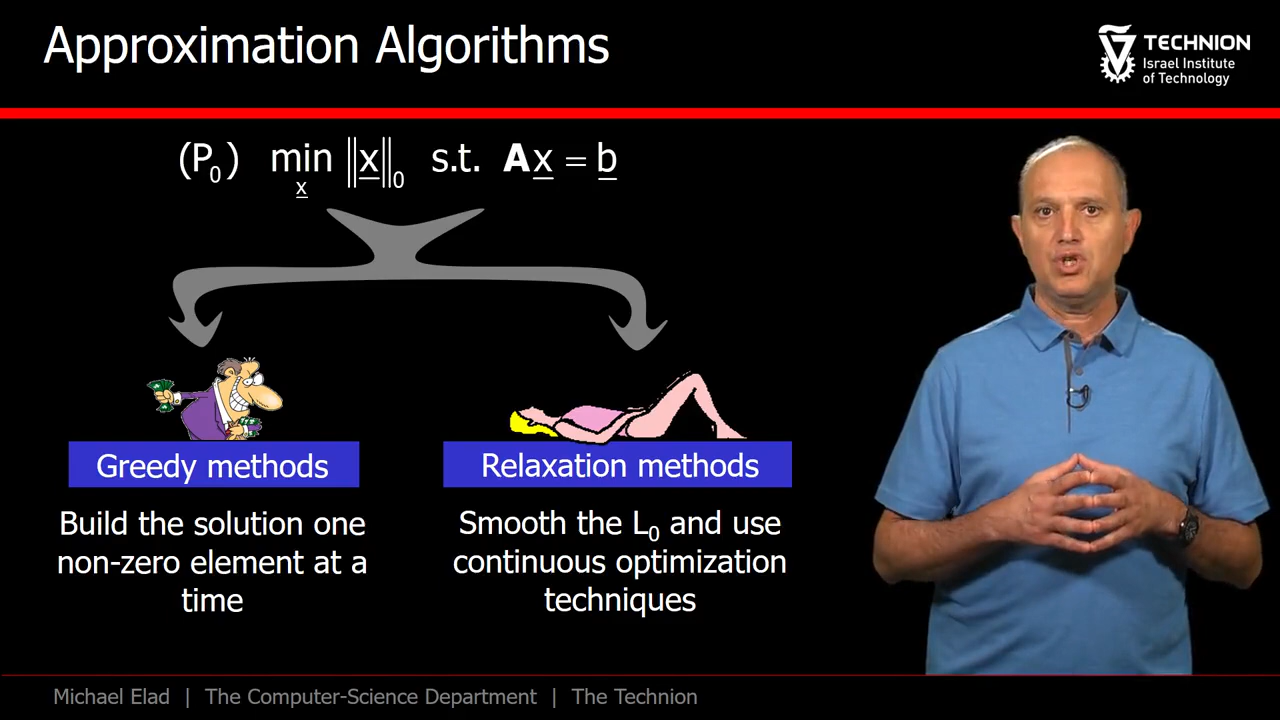 Approximation Algorithms
TECHNION
Israel Institute
of Technology
(P₀) min ‖x̲‖₀ s.t. Ax̲ = b̲
x̲
Greedy methods
Relaxation methods
Build the solution one
non-zero element at a
time
Smooth the L₀ and use
continuous optimization
techniques
Michael Elad | The Computer-Science Department | The Technion